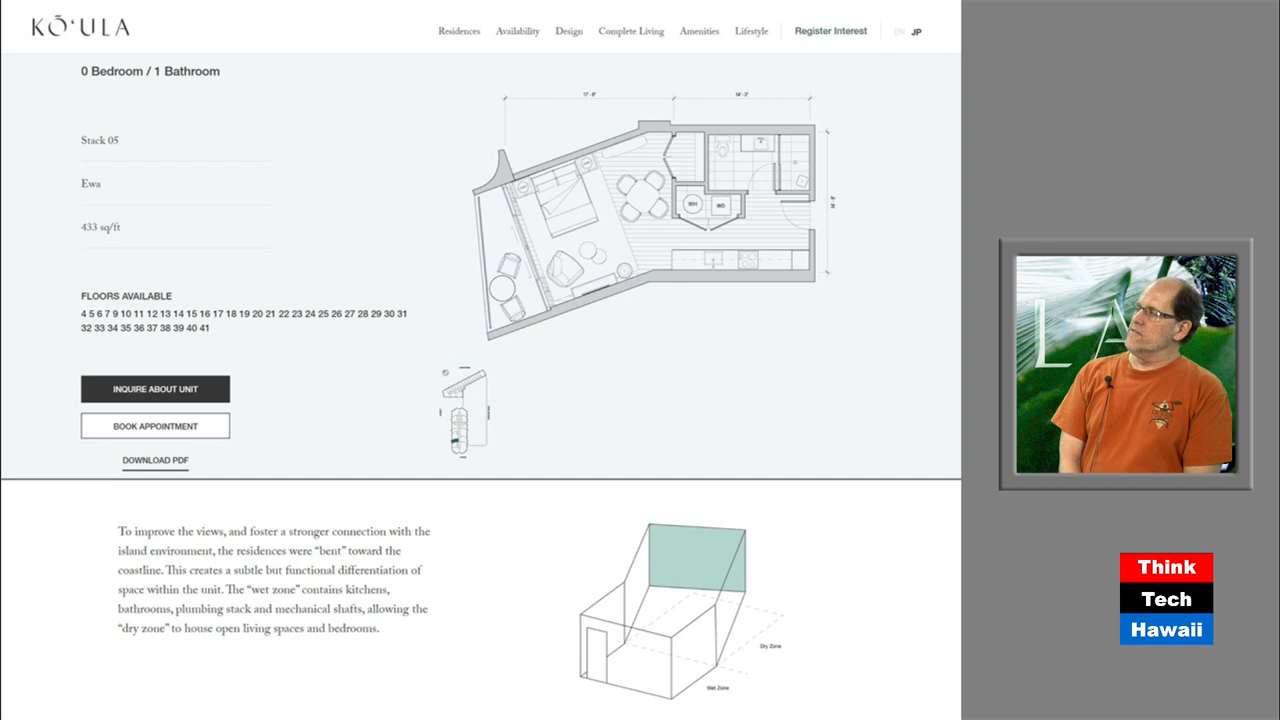 KŌʻULA
Residences Availability Design Complete Living Amenities Lifestyle Register Interest EN JP
0 Bedroom / 1 Bathroom
Stack 05
Ewa
433 sq/ft
FLOORS AVAILABLE
4 5 6 7 9 10 11 12 13 14 15 16 17 18 19 20 21 22 23 24 25 26 27 28 29 30 31
32 33 34 35 36 37 38 39 40 41
INQUIRE ABOUT UNIT
BOOK APPOINTMENT
DOWNLOAD PDF
WH
WD
To improve the views, and foster a stronger connection with the
island environment, the residences were “bent” toward the
coastline. This creates a subtle but functional differentiation of
space within the unit. The “wet zone” contains kitchens,
bathrooms, plumbing stack and mechanical shafts, allowing the
“dry zone” to house open living spaces and bedrooms.
Dry Zone
Wet Zone
LA
Think
Tech
Hawaii